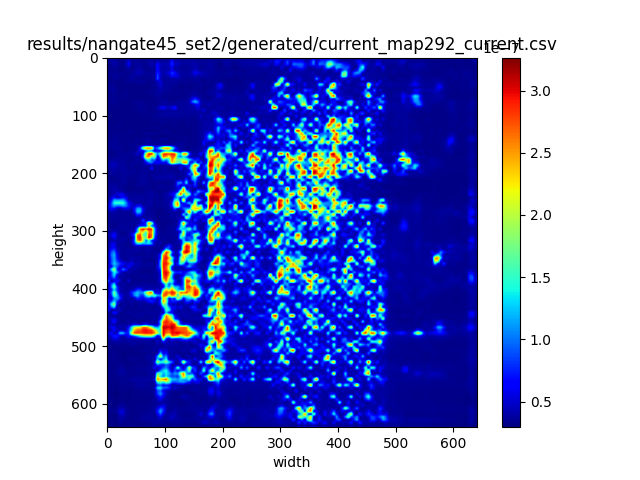 results/nangate45_set2/generated/current_map292_current.csv
1e−7
0
100
200
300
400
500
600
height
0 100 200 300 400 500 600
width
3.0
2.5
2.0
1.5
1.0
0.5